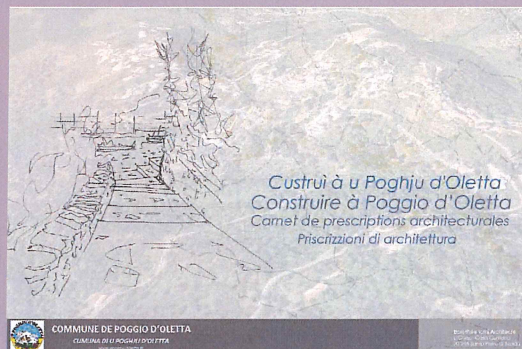 Custruì à u Poghju d'Oletta
Construire à Poggio d'Oletta
Carnet de prescriptions architecturales
Priscrizzioni di architettura
COMMUNE DE POGGIO D'OLETTA
CUMUNA DI U POGHJU D'OLETTA